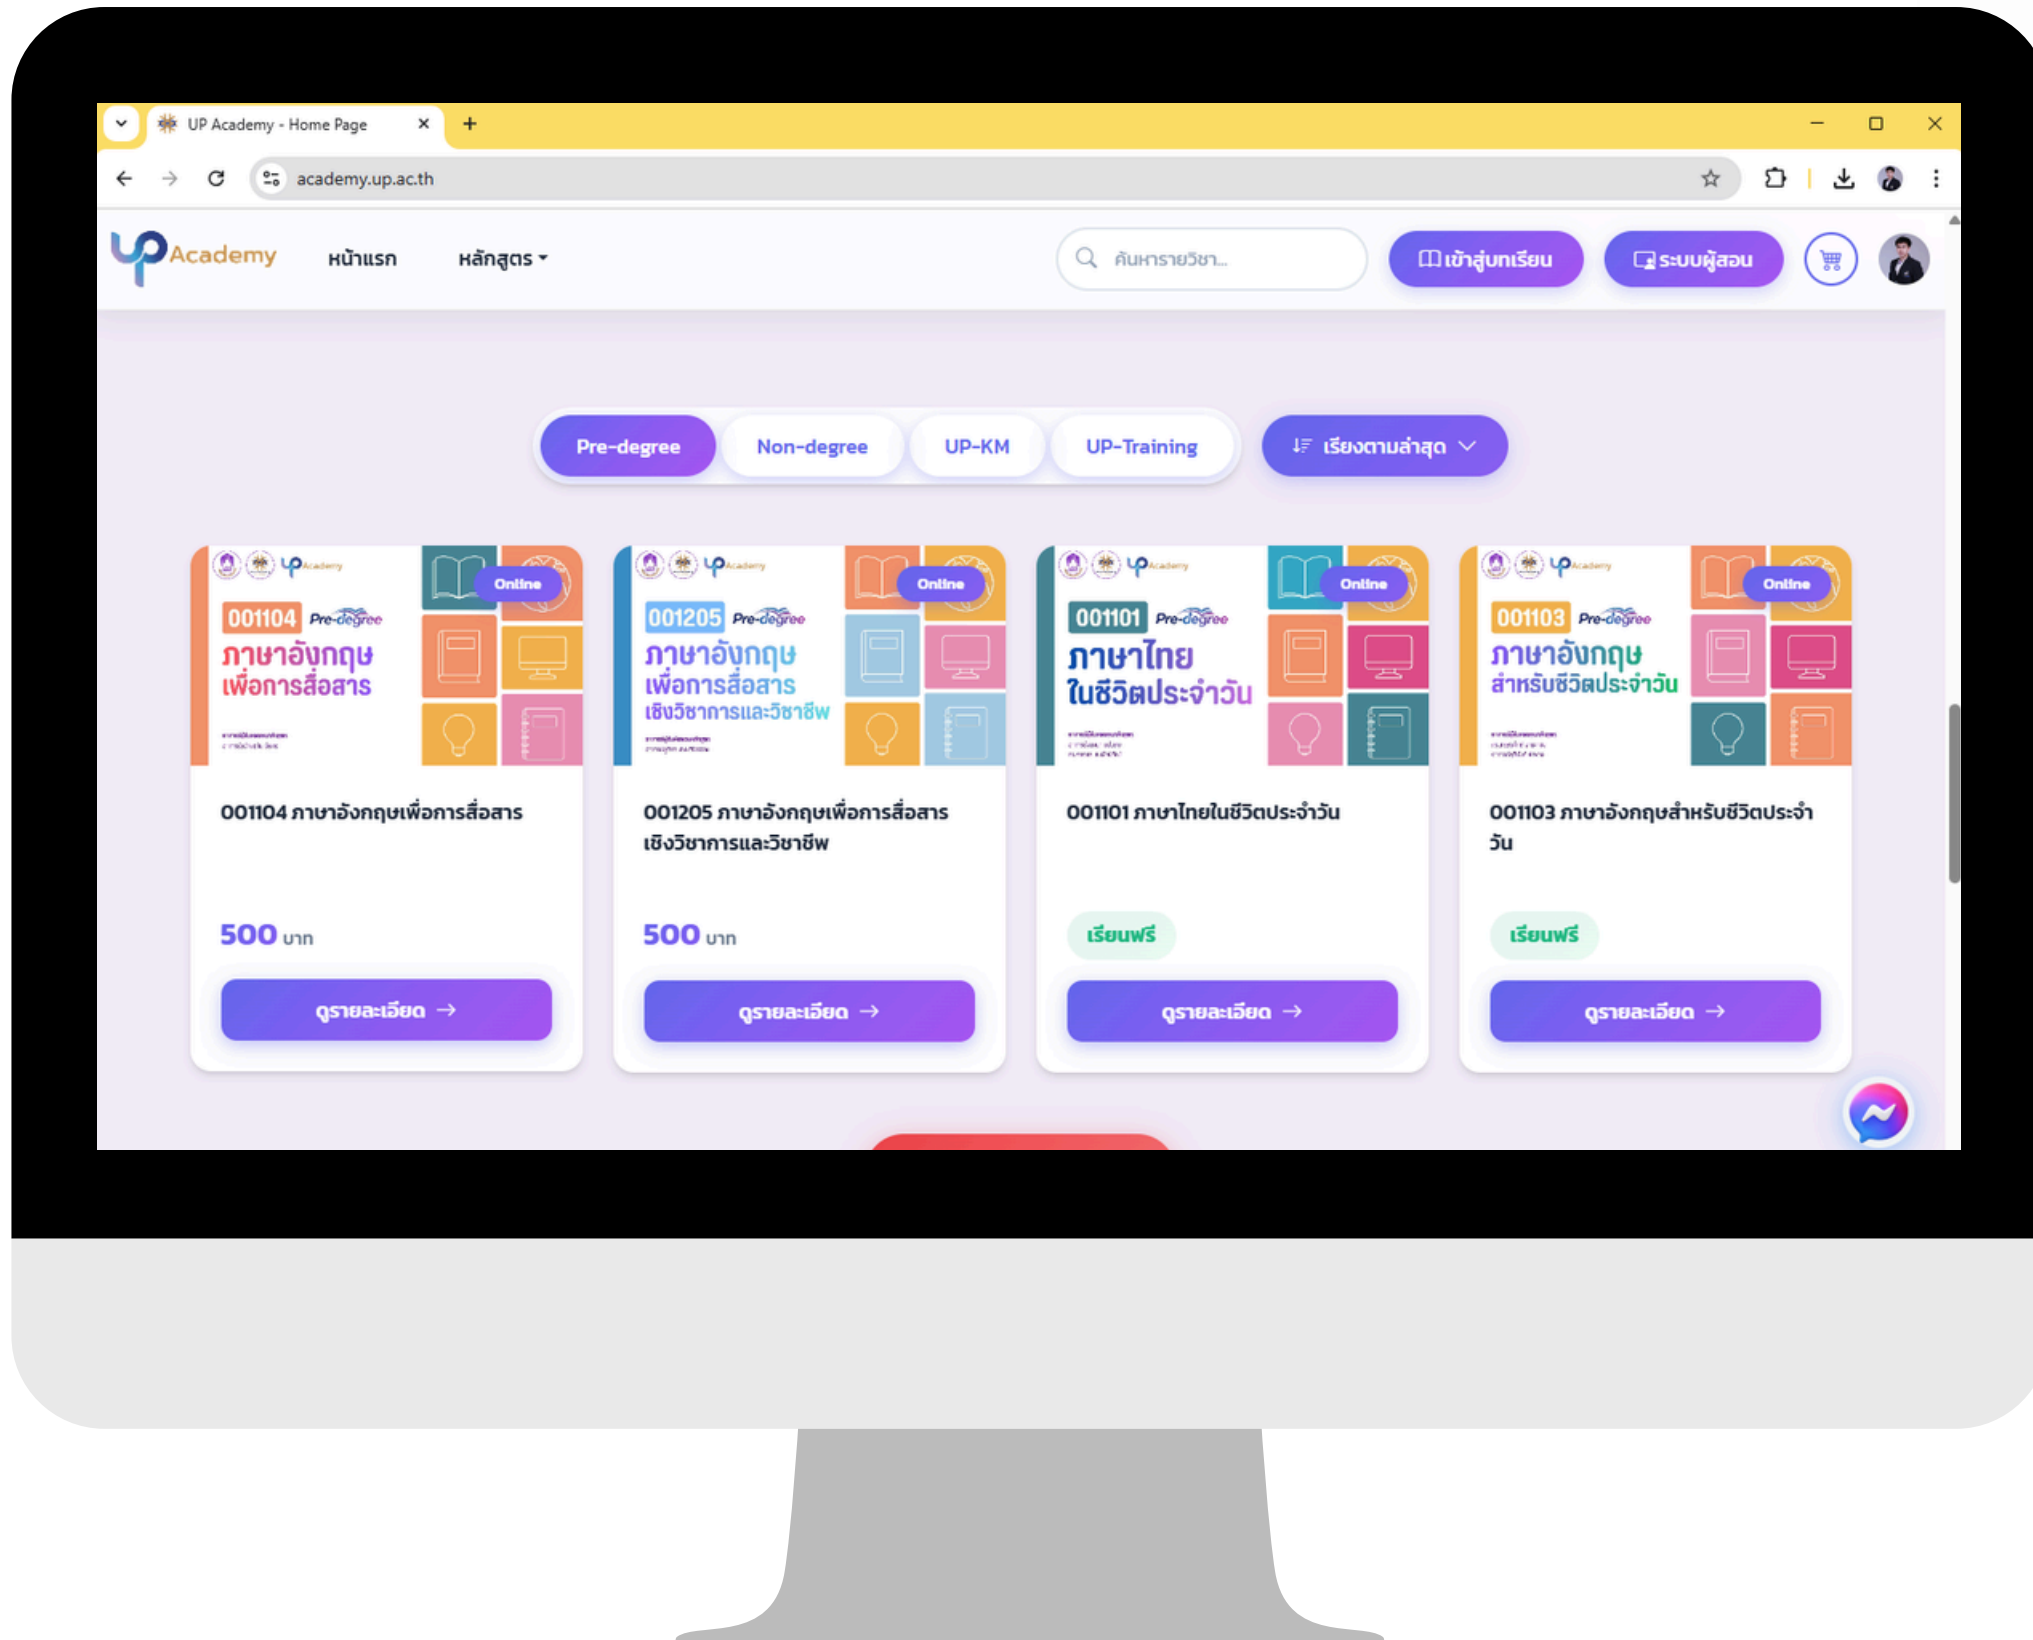 UP Academy - Home Page
academy.up.ac.th
UP Academy
หน้าแรก
หลักสูตร
ค้นหารายวิชา...
เข้าสู่บทเรียน
ระบบผู้สอน
Pre-degree
Non-degree
UP-KM
UP-Training
เรียงตามล่าสุด
UP Academy
Online
001104 Pre-degree
ภาษาอังกฤษ
เพื่อการสื่อสาร
001104 ภาษาอังกฤษเพื่อการสื่อสาร
500 บาท
ดูรายละเอียด →
UP Academy
Online
001205 Pre-degree
ภาษาอังกฤษ
เพื่อการสื่อสาร
เชิงวิชาการและวิชาชีพ
001205 ภาษาอังกฤษเพื่อการสื่อสาร
เชิงวิชาการและวิชาชีพ
500 บาท
ดูรายละเอียด →
UP Academy
Online
001101 Pre-degree
ภาษาไทย
ในชีวิตประจำวัน
001101 ภาษาไทยในชีวิตประจำวัน
เรียนฟรี
ดูรายละเอียด →
UP Academy
Online
001103 Pre-degree
ภาษาอังกฤษ
สำหรับชีวิตประจำวัน
001103 ภาษาอังกฤษสำหรับชีวิตประจำ
วัน
เรียนฟรี
ดูรายละเอียด →